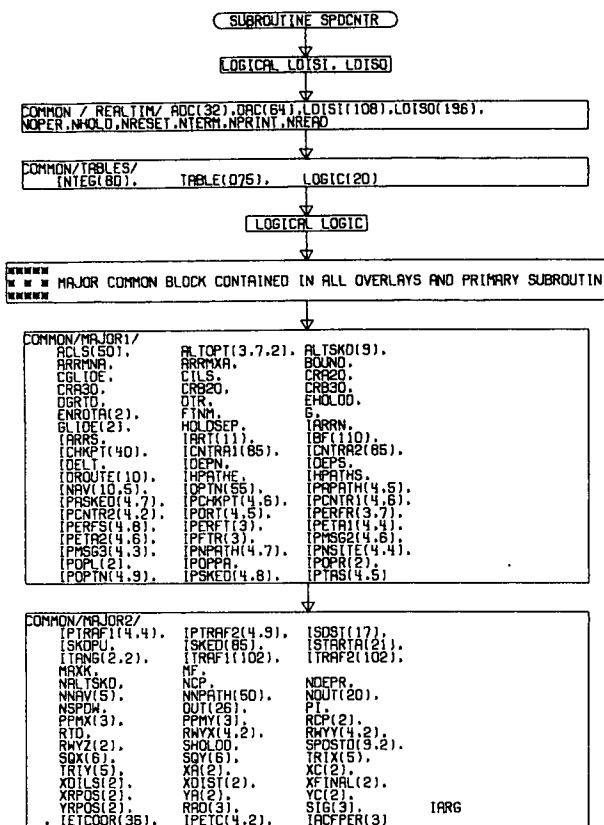 SUBROUTINE SPDCNTR
LOGICAL LDISI, LDISO
COMMON / REALTIM/ ADC(32),DAC(64),LDISI(108),LDISO(196),
NOPER,NHOLD,NRESET,NTERM,NPRINT,NREAD
COMMON/TABLES/
INTEG(80), TABLE(075), LOGIC(20)
LOGICAL LOGIC
MAJOR COMMON BLOCK CONTAINED IN ALL OVERLAYS AND PRIMARY SUBROUTIN
COMMON/MAJOR1/
ACLS(50), ALTOPT(3,7,2), ALTSKD(9),
ARRMNA, ARRMXA, BOUND,
CGLIDE, CILS, CRA20,
CRA30, CRB20, CRB30,
DGRTD, DTR, EHOLDD,
ENROTA(2), FTNM, G,
GLIDE(2), HOLDSEP, IARRN,
IARRS, IART(11), IBF(110),
ICHKPT(40), ICNTRA1(85), ICNTRA2(85),
IDELT, IDEPN, IDEPS,
IDROUTE(10), IHPATHE, IHPATHS,
INAV(10,5), IOPTN(55), IPAPATH(4,5),
IPASKED(4,7), IPCHKPT(4,6), IPCNTR1(4,6),
IPCNTR2(4,2), IPORT(4,5), IPERFR(3,7),
IPERFS(4,8), IPERFT(3), IPETA1(4,4),
IPETA2(4,6), IPFTR(3), IPMSG2(4,6),
IPMSG3(4,3), IPNPATH(4,7), IPNSITE(4,4),
IPOPL(2), IPOPPA, IPOPR(2),
IPOPTN(4,9), IPSKED(4,8), IPTAS(4,5)
COMMON/MAJOR2/
IPTRAF1(4,4), IPTRAF2(4,9), ISDST(17),
ISKDPU, ISKED(85), ISTARTA(21),
ITANG(2,2), ITRAF1(102), ITRAF2(102),
MAXK, MF,
NALTSKD, NCP, NDEPR,
NNAV(5), NNPATH(50), NOUT(20),
NSPDW, OUT(26), PI,
PPMX(3), PPMY(3), RCP(2),
RTD, RWYX(4,2), RWYY(4,2),
RWYZ(2), SHOLDD, SPDSTD(9,2),
SQX(6), SQY(6), TRIX(5),
TRIY(5), XA(2), XC(2),
XDILS(2), XDIST(2), XFINAL(2),
XRPOS(2), YA(2), YC(2),
YRPOS(2), RAD(3), SIG(3), IARG
, IETCODR(36), IPETC(4,2), IACFPER(3)